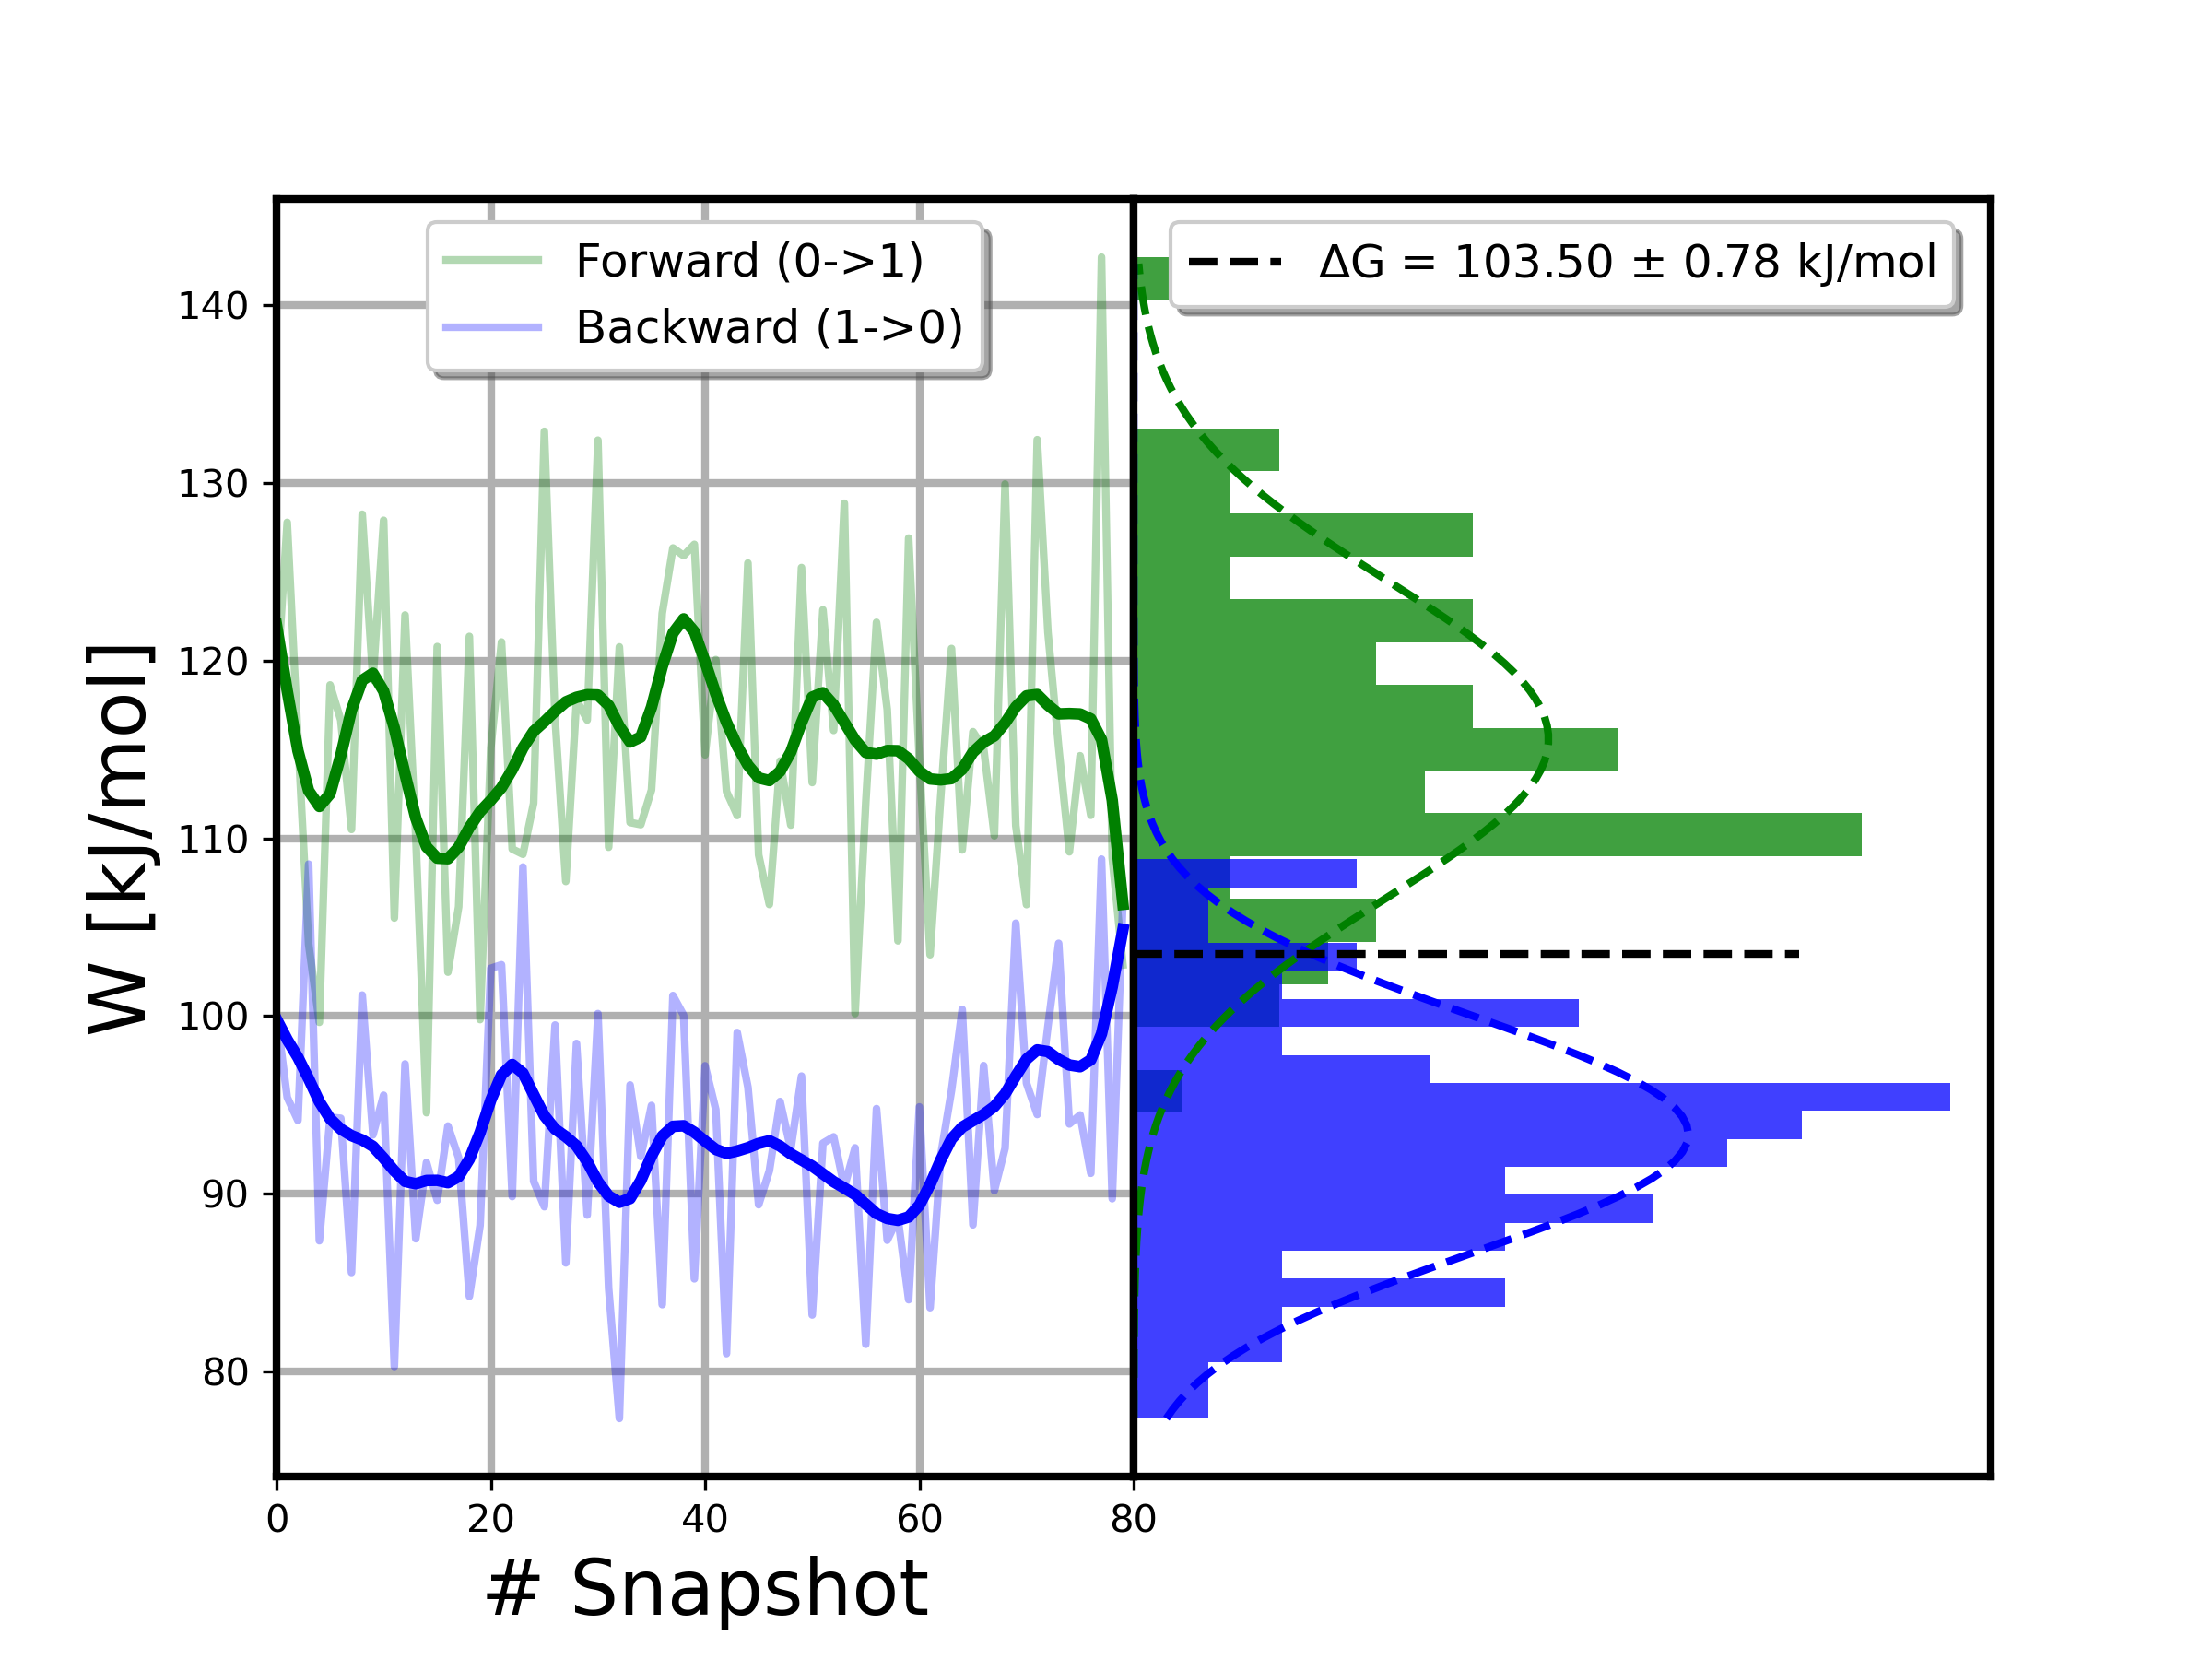 Forward (0->1)
Backward (1->0)
ΔG = 103.50 ± 0.78 kJ/mol
W [kJ/mol]
140
130
120
110
100
90
80
0 20 40 60 80
# Snapshot